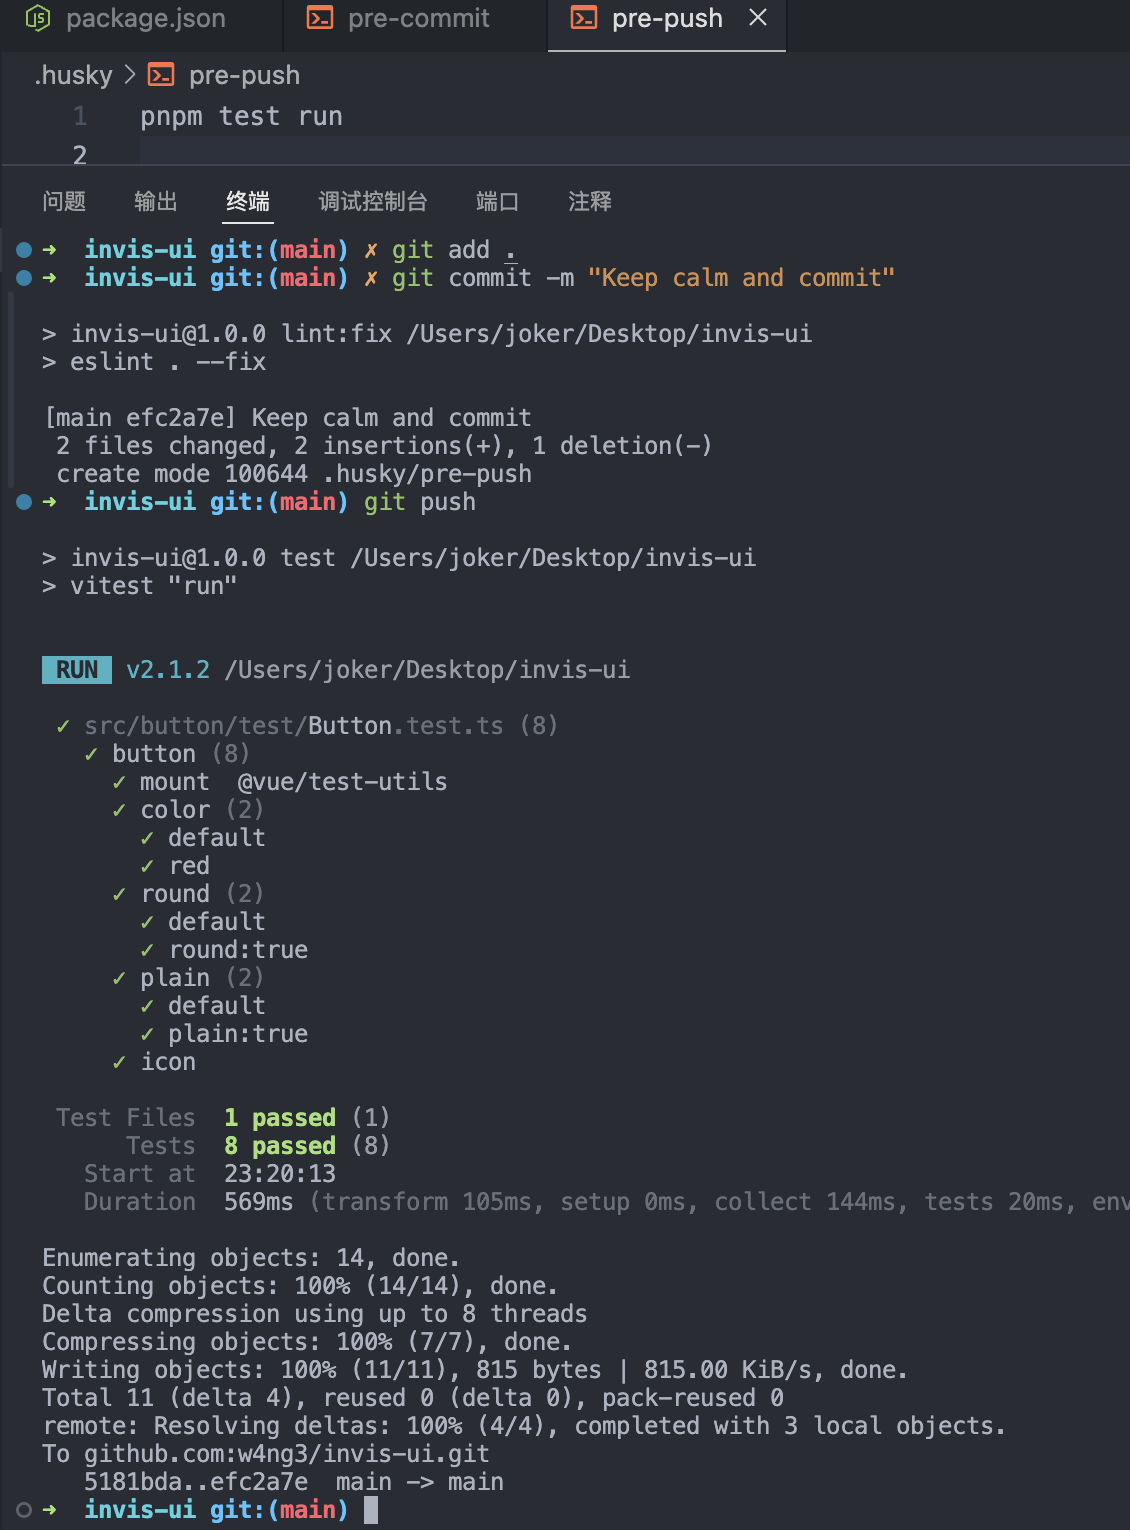 package.json pre-commit pre-push
.husky > pre-push
1 pnpm test run
2
问题 输出 终端 调试控制台 端口 注释
➜ invis-ui git:(main) ✗ git add .
➜ invis-ui git:(main) ✗ git commit -m "Keep calm and commit"
> invis-ui@1.0.0 lint:fix /Users/joker/Desktop/invis-ui
> eslint . --fix
[main efc2a7e] Keep calm and commit
2 files changed, 2 insertions(+), 1 deletion(-)
create mode 100644 .husky/pre-push
➜ invis-ui git:(main) git push
> invis-ui@1.0.0 test /Users/joker/Desktop/invis-ui
> vitest "run"
RUN v2.1.2 /Users/joker/Desktop/invis-ui
✓ src/button/test/Button.test.ts (8)
✓ button (8)
✓ mount @vue/test-utils
✓ color (2)
✓ default
✓ red
✓ round (2)
✓ default
✓ round:true
✓ plain (2)
✓ default
✓ plain:true
✓ icon
Test Files 1 passed (1)
Tests 8 passed (8)
Start at 23:20:13
Duration 569ms (transform 105ms, setup 0ms, collect 144ms, tests 20ms, env
Enumerating objects: 14, done.
Counting objects: 100% (14/14), done.
Delta compression using up to 8 threads
Compressing objects: 100% (7/7), done.
Writing objects: 100% (11/11), 815 bytes | 815.00 KiB/s, done.
Total 11 (delta 4), reused 0 (delta 0), pack-reused 0
remote: Resolving deltas: 100% (4/4), completed with 3 local objects.
To github.com:w4ng3/invis-ui.git
5181bda..efc2a7e main -> main
➜ invis-ui git:(main)